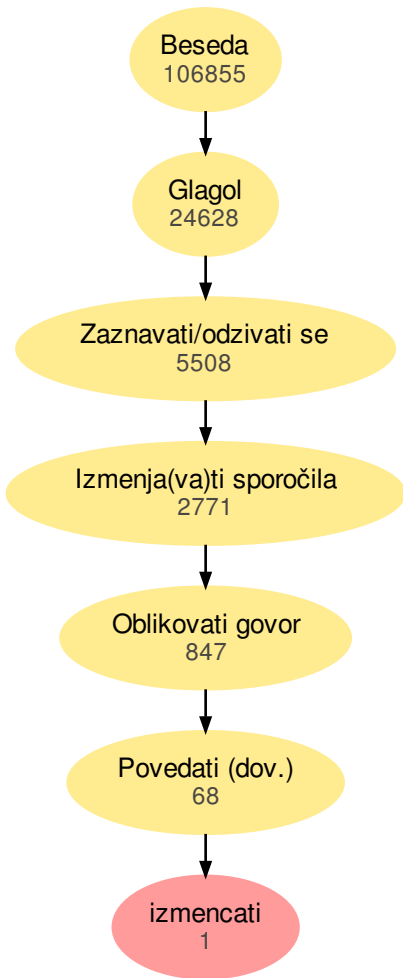 Beseda
106855
Glagol
24628
Zaznavati/odzivati se
5508
Izmenja(va)ti sporočila
2771
Oblikovati govor
847
Povedati (dov.)
68
izmencati
1